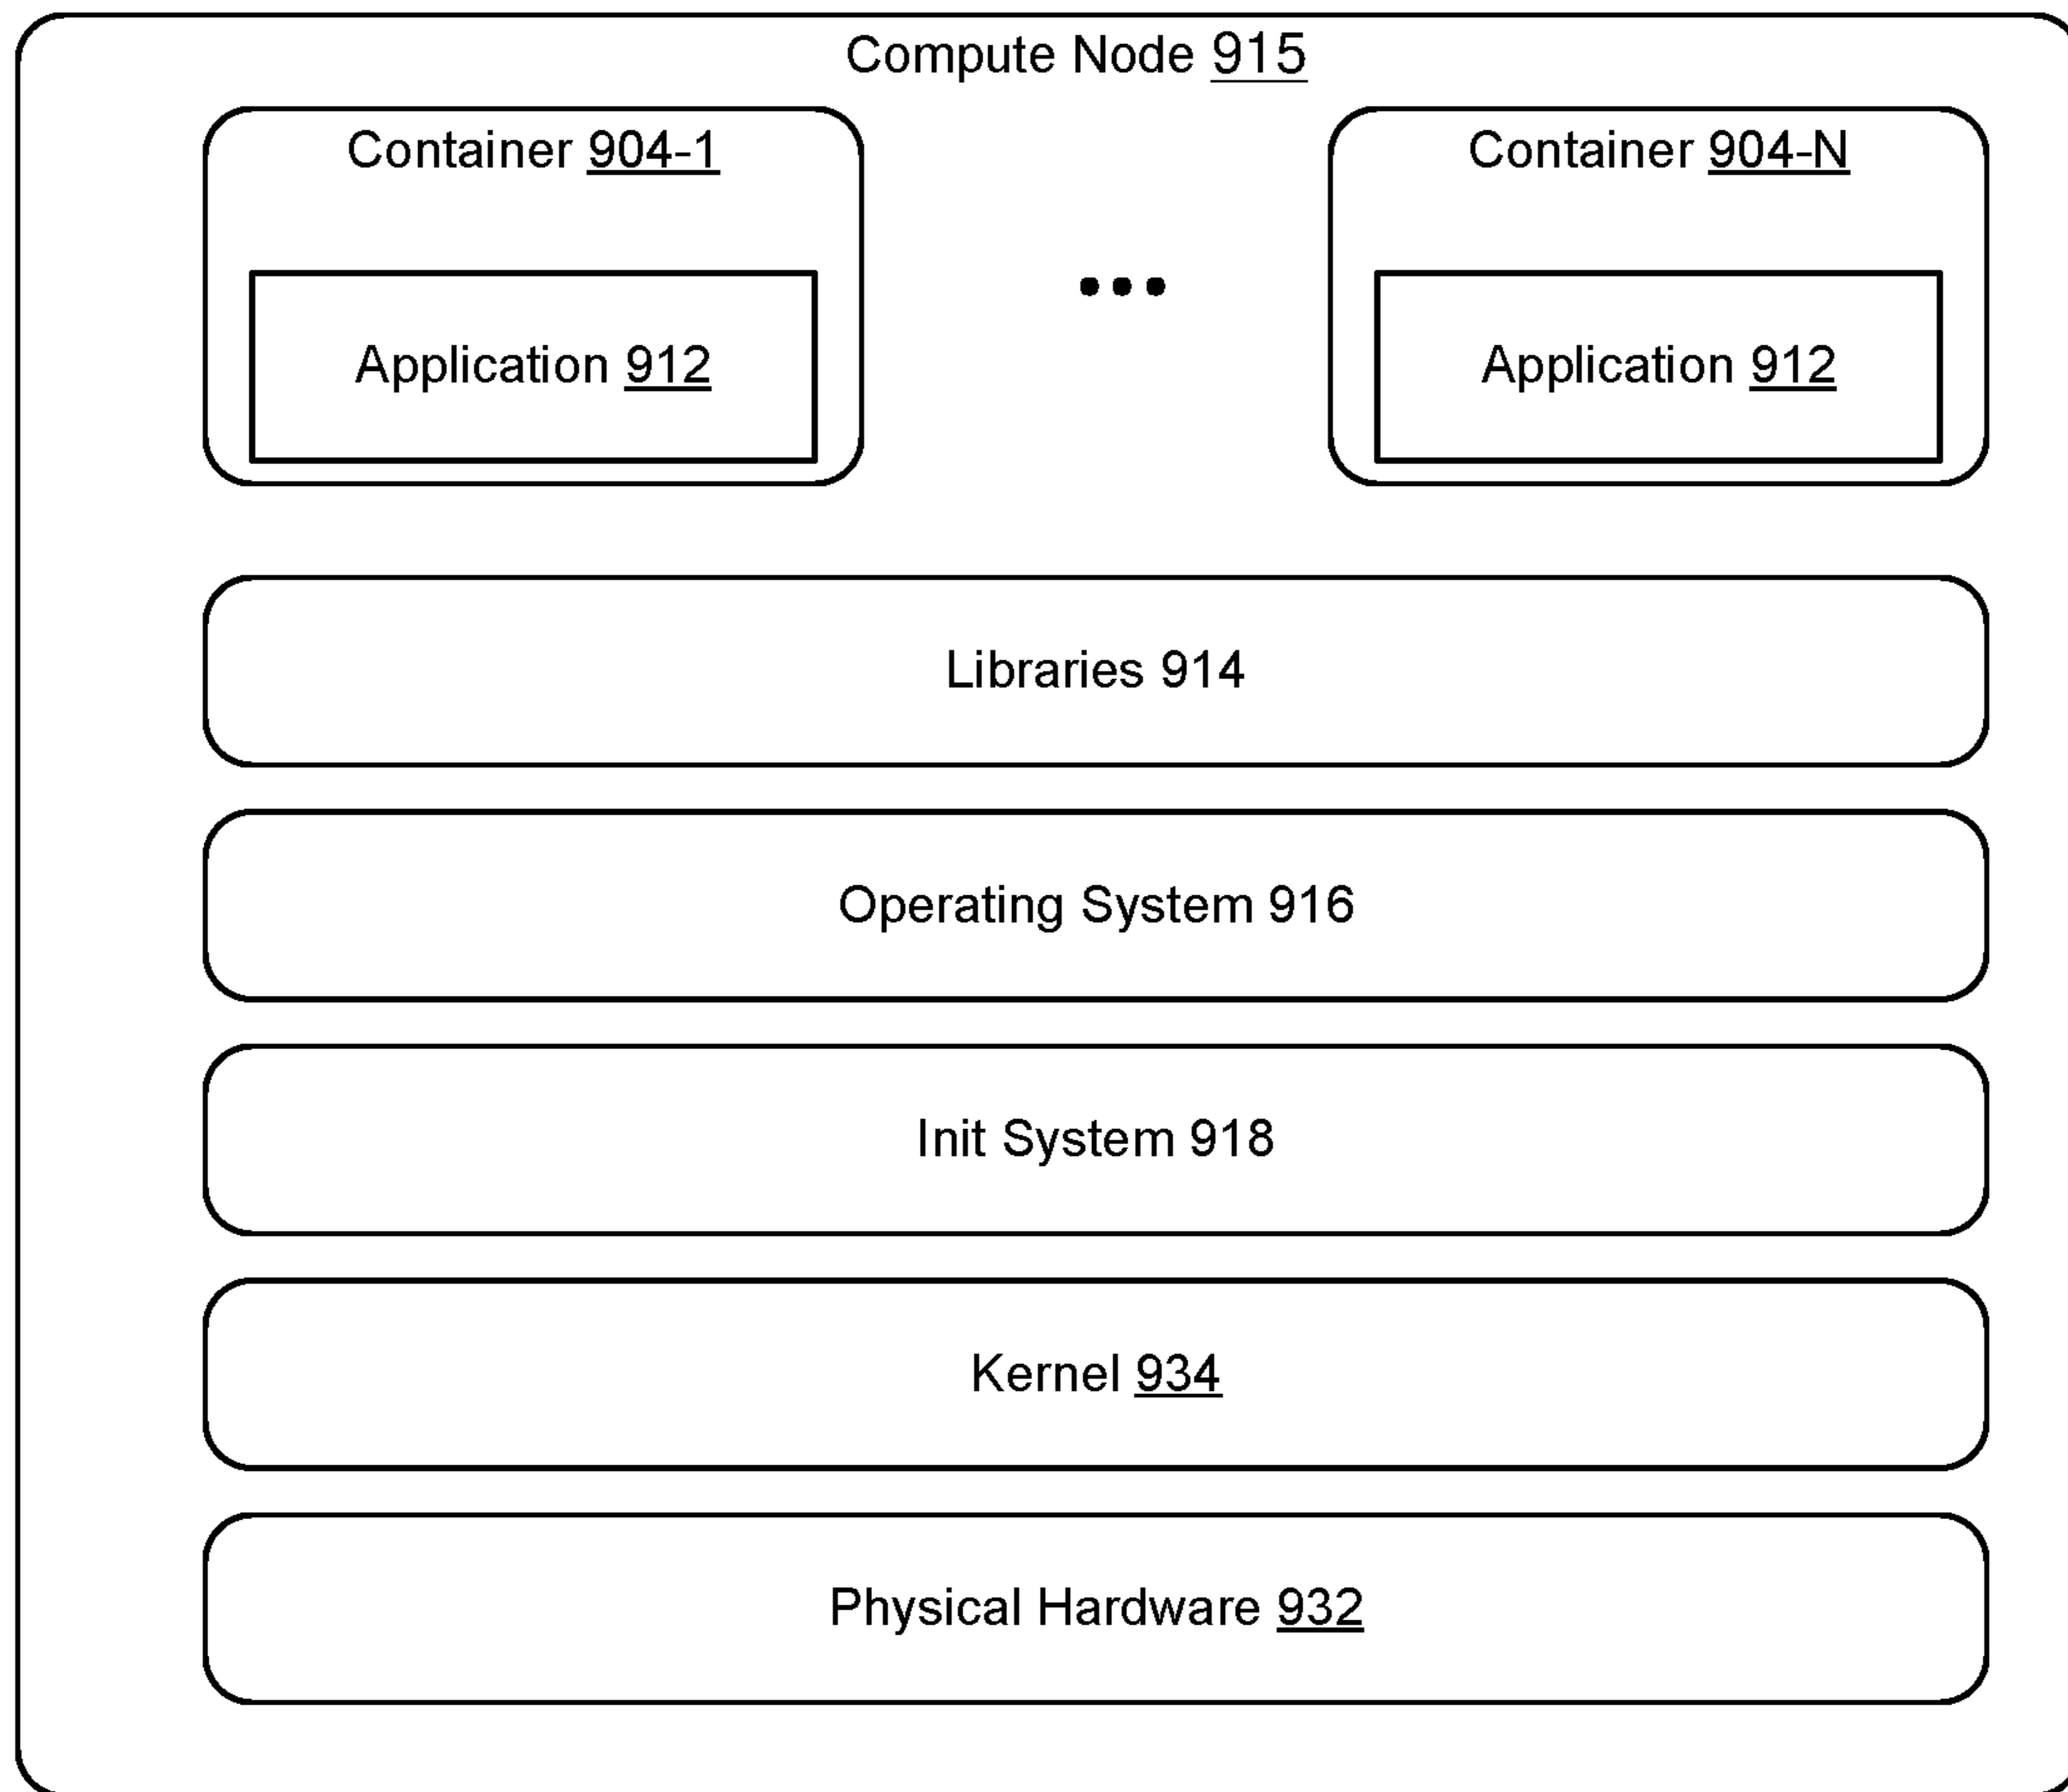 Compute Node 915
Container 904-1
Container 904-N
•••
Application 912
Application 912
Libraries 914
Operating System 916
Init System 918
Kernel 934
Physical Hardware 932